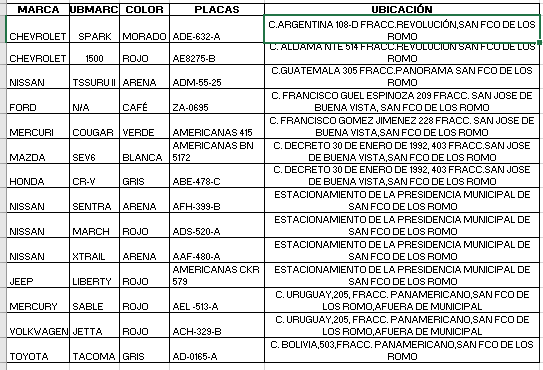 MARCA UBMARC COLOR PLACAS UBICACIÓN
CHEVROLET SPARK MORADO ADE-632-A C.ARGENTINA 108-D FRACC.REVOLUCIÓN,SAN FCO DE LOS ROMO
CHEVROLET 1500 ROJO AE8275-B C. ALDAMA NTE 514 FRACC.REVOLUCIÓN SAN FCO DE LOS ROMO
NISSAN TSSURU II ARENA ADM-55-25 C.GUATEMALA 305 FRACC.PANORAMA SAN FCO DE LOS ROMO
FORD N/A CAFÉ ZA-0695 C. FRANCISCO GUEL ESPINOZA 209 FRACC. SAN JOSE DE BUENA VISTA, SAN FCO DE LOS ROMO
MERCURI COUGAR VERDE AMERICANAS 415 C. FRANCISCO GOMEZ JIMENEZ 228 FRACC. SAN JOSE DE BUENA VISTA,SAN FCO DE LOS ROMO
MAZDA SEV6 BLANCA AMERICANAS BN 5172 C. DECRETO 30 DE ENERO DE 1992, 403 FRACC.SAN JOSE DE BUENA VISTA,SAN FCO DE LOS ROMO
HONDA CR-V GRIS ABE-478-C C. DECRETO 30 DE ENERO DE 1992, 403 FRACC.SAN JOSE DE BUENA VISTA,SAN FCO DE LOS ROMO
NISSAN SENTRA ARENA AFH-399-B ESTACIONAMIENTO DE LA PRESIDENCIA MUNICIPAL DE SAN FCO DE LOS ROMO
NISSAN MARCH ROJO ADS-520-A ESTACIONAMIENTO DE LA PRESIDENCIA MUNICIPAL DE SAN FCO DE LOS ROMO
NISSAN XTRAIL ARENA AAF-480-A ESTACIONAMIENTO DE LA PRESIDENCIA MUNICIPAL DE SAN FCO DE LOS ROMO
JEEP LIBERTY ROJO AMERICANAS CKR 579 ESTACIONAMIENTO DE LA PRESIDENCIA MUNICIPAL DE SAN FCO DE LOS ROMO
MERCURY SABLE ROJO AEL -513-A C. URUGUAY,205, FRACC. PANAMERICANO,SAN FCO DE LOS ROMO,AFUERA DE MUNICIPAL
VOLKWAGEN JETTA ROJO ACH-329-B C. URUGUAY,205, FRACC. PANAMERICANO,SAN FCO DE LOS ROMO,AFUERA DE MUNICIPAL
TOYOTA TACOMA GRIS AD-0165-A C. BOLIVIA,503,FRACC. PANAMERICANO,SAN FCO DE LOS ROMO